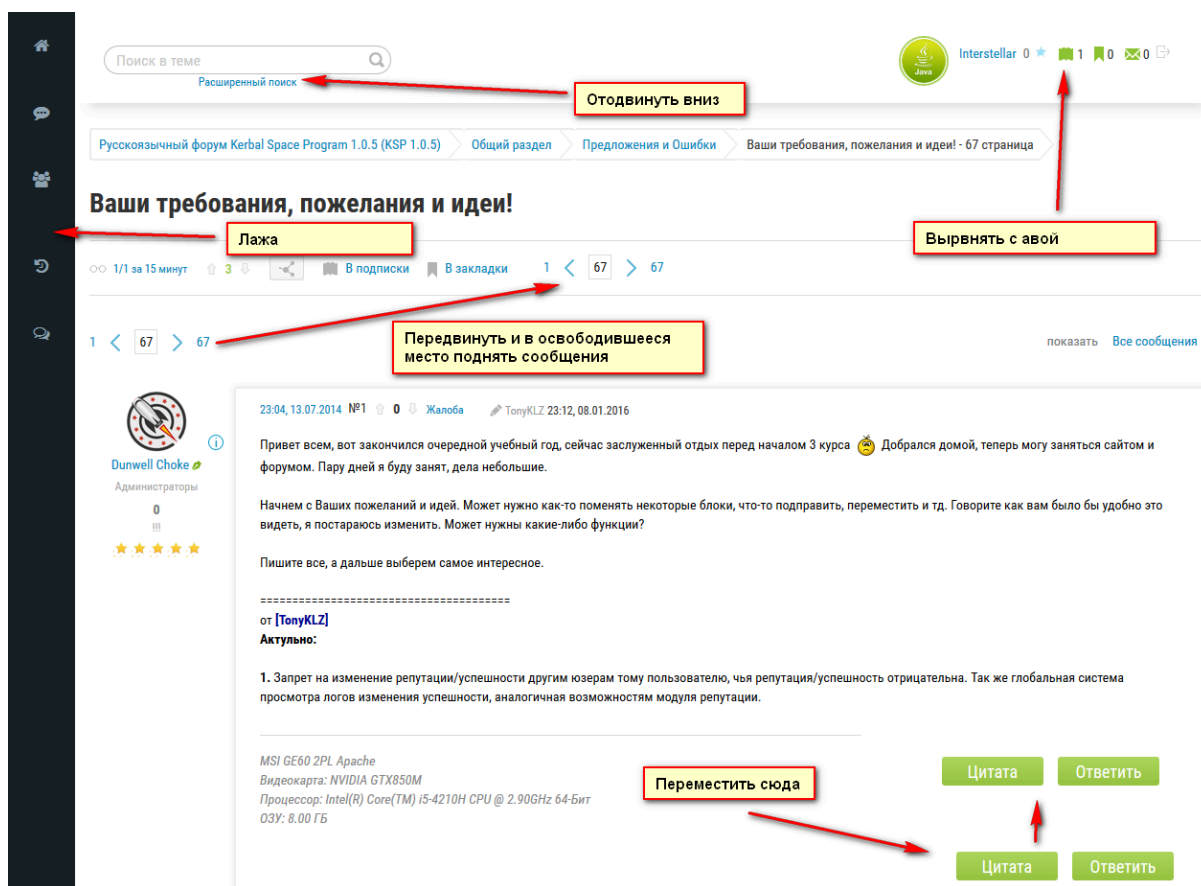 Поиск в теме
Расширенный поиск
Java
Interstellar 0 1 0 0
Отодвинуть вниз
Русскоязычный форум Kerbal Space Program 1.0.5 (KSP 1.0.5) Общий раздел Предложения и Ошибки Ваши требования, пожелания и идеи! - 67 страница
Ваши требования, пожелания и идеи!
Лажа
Вырвнять с авой
1/1 за 15 минут 3 В подписки В закладки 1 67 67
Передвинуть и в освободившееся
место поднять сообщения
1 67 67
показать Все сообщения
23:04, 13.07.2014 №1 0 Жалоба TonyKLZ 23:12, 08.01.2016
Dunwell Choke
Администраторы
0
!!!
Привет всем, вот закончился очередной учебный год, сейчас заслуженный отдых перед началом 3 курса Добрался домой, теперь могу заняться сайтом и
форумом. Пару дней я буду занят, дела небольшие.
Начнем с Ваших пожеланий и идей. Может нужно как-то поменять некоторые блоки, что-то подправить, переместить и тд. Говорите как вам было бы удобно это
видеть, я постараюсь изменить. Может нужны какие-либо функции?
Пишите все, а дальше выберем самое интересное.
=======================================
от [TonyKLZ]
Актульно:
1. Запрет на изменение репутации/успешности другим юзерам тому пользователю, чья репутация/успешность отрицательна. Так же глобальная система
просмотра логов изменения успешности, аналогичная возможностям модуля репутации.
MSI GE60 2PL Apache
Видеокарта: NVIDIA GTX850M
Процессор: Intel(R) Core(TM) i5-4210H CPU @ 2.90GHz 64-Бит
ОЗУ: 8.00 ГБ
Переместить сюда
Цитата Ответить
Цитата Ответить